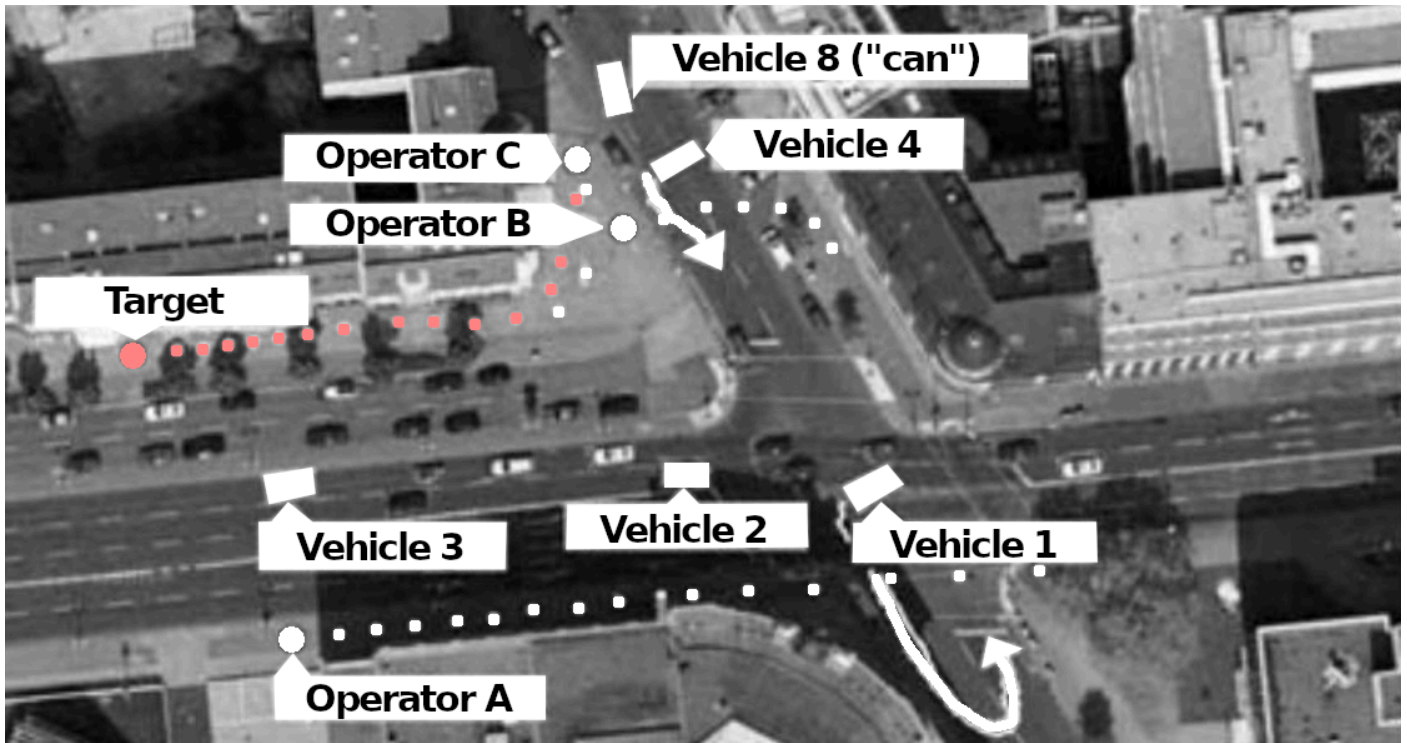 Vehicle 8 ("can")
Vehicle 4
Operator C
Operator B
Target
Vehicle 3
Vehicle 2
Vehicle 1
Operator A